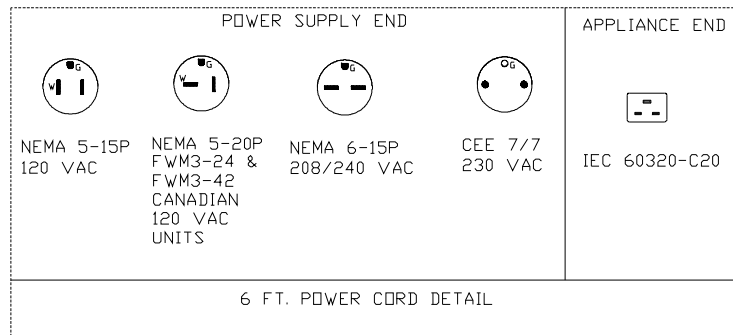 POWER SUPPLY END
APPLIANCE END
G
W
G
W
G
G
NEMA 5-15P
120 VAC
NEMA 5-20P
FWM3-24 &
FWM3-42
CANADIAN
120 VAC
UNITS
NEMA 6-15P
208/240 VAC
CEE 7/7
230 VAC
IEC 60320-C20
6 FT. POWER CORD DETAIL